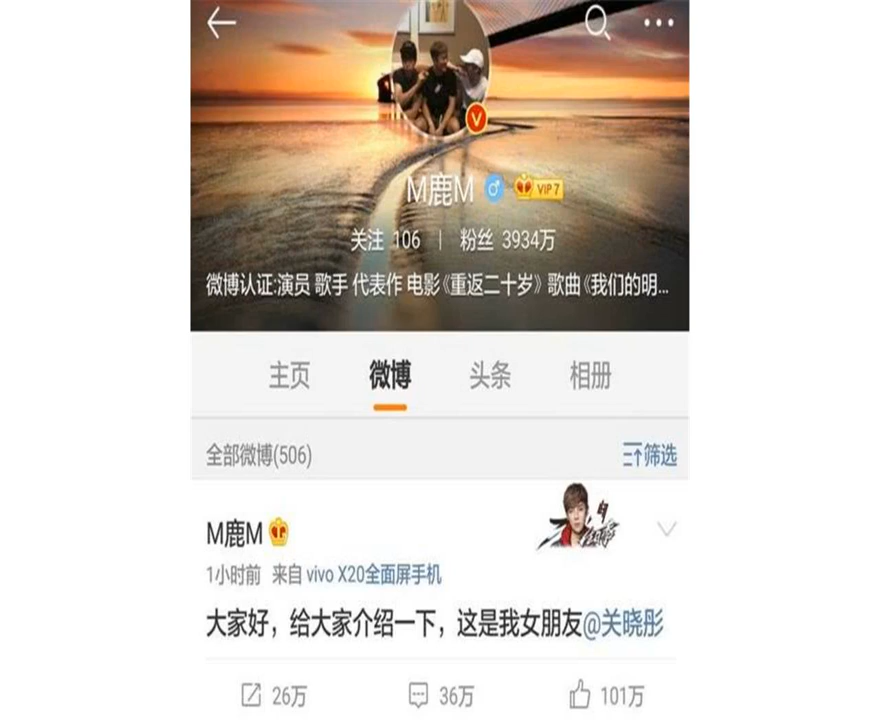 M鹿M VIP 7
关注 106 | 粉丝 3934万
微博认证:演员 歌手 代表作 电影《重返二十岁》 歌曲《我们的明...
主页 微博 头条 相册
全部微博(506) 筛选
M鹿M
1小时前 来自 vivo X20全面屏手机
大家好，给大家介绍一下，这是我女朋友@关晓彤
26万 36万 101万